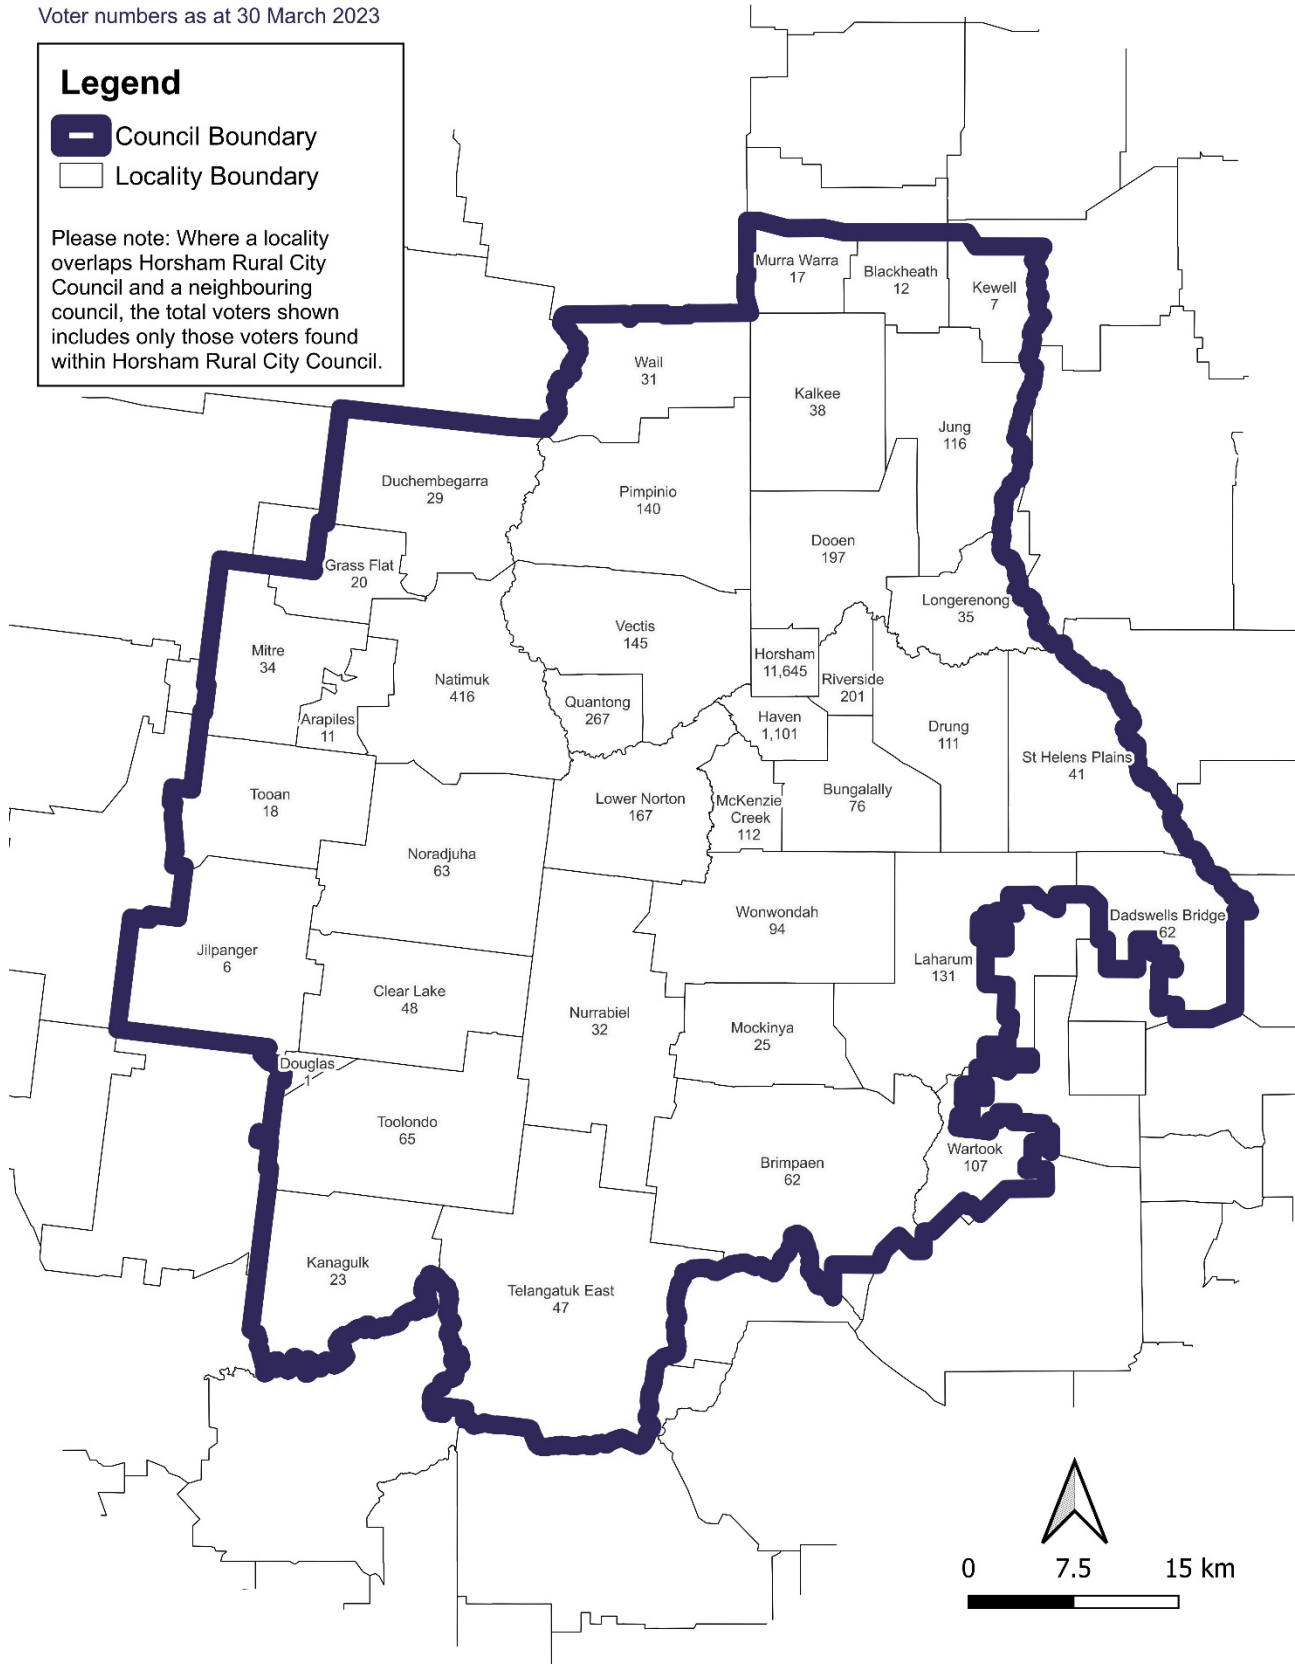 Voter numbers as at 30 March 2023
Legend
Council Boundary
Locality Boundary
Please note: Where a locality
overlaps Horsham Rural City
Council and a neighbouring
council, the total voters shown
includes only those voters found
within Horsham Rural City Council.
Murra Warra
17
Blackheath
12
Kewell
7
Wail
31
Kalkee
38
Jung
116
Duchembegarra
29
Pimpinio
140
Dooen
197
Grass Flat
20
Longerenong
35
Vectis
145
Mitre
34
Horsham
11,645
Natimuk
416
Riverside
201
Quantong
267
Arapiles
11
Haven
1,101
Drung
111
St Helens Plains
41
Tooan
18
Lower Norton
167
McKenzie
Creek
112
Bungalally
76
Noradjuha
63
Wonwondah
94
Dadswells Bridge
62
Jilpanger
6
Laharum
131
Clear Lake
48
Nurrabiel
32
Mockinya
25
Douglas
1
Toolondo
65
Brimpaen
62
Wartook
107
Kanagulk
23
Telangatuk East
47
0 7.5 15 km